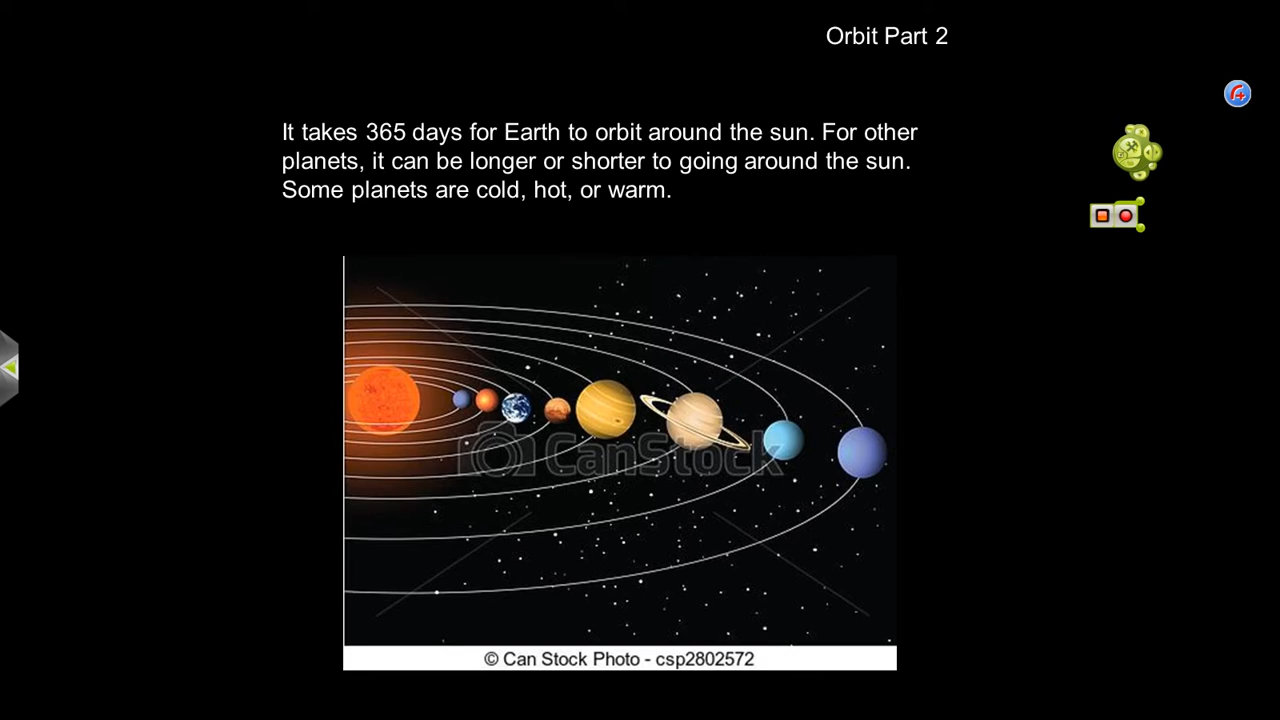 Orbit Part 2
It takes 365 days for Earth to orbit around the sun. For other
planets, it can be longer or shorter to going around the sun.
Some planets are cold, hot, or warm.
CanStock
© Can Stock Photo - csp2802572